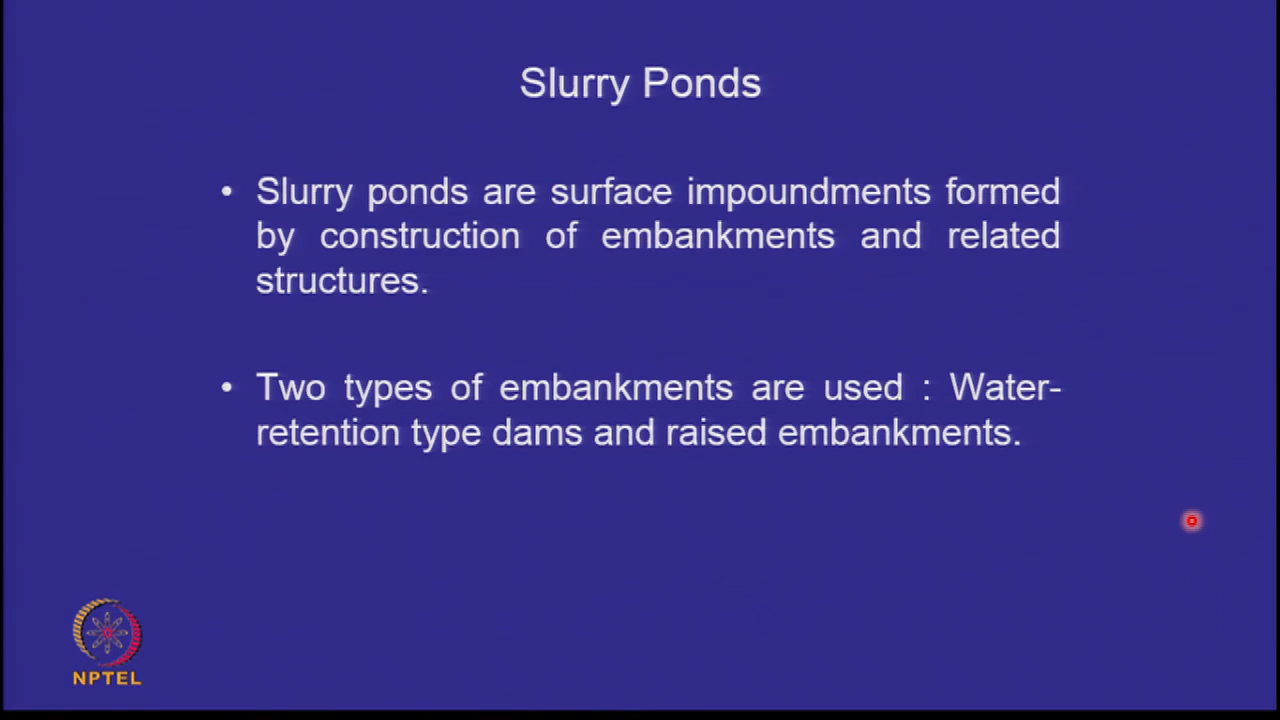 Slurry Ponds
• Slurry ponds are surface impoundments formed
by construction of embankments and related
structures.
• Two types of embankments are used : Water-
retention type dams and raised embankments.
NPTEL